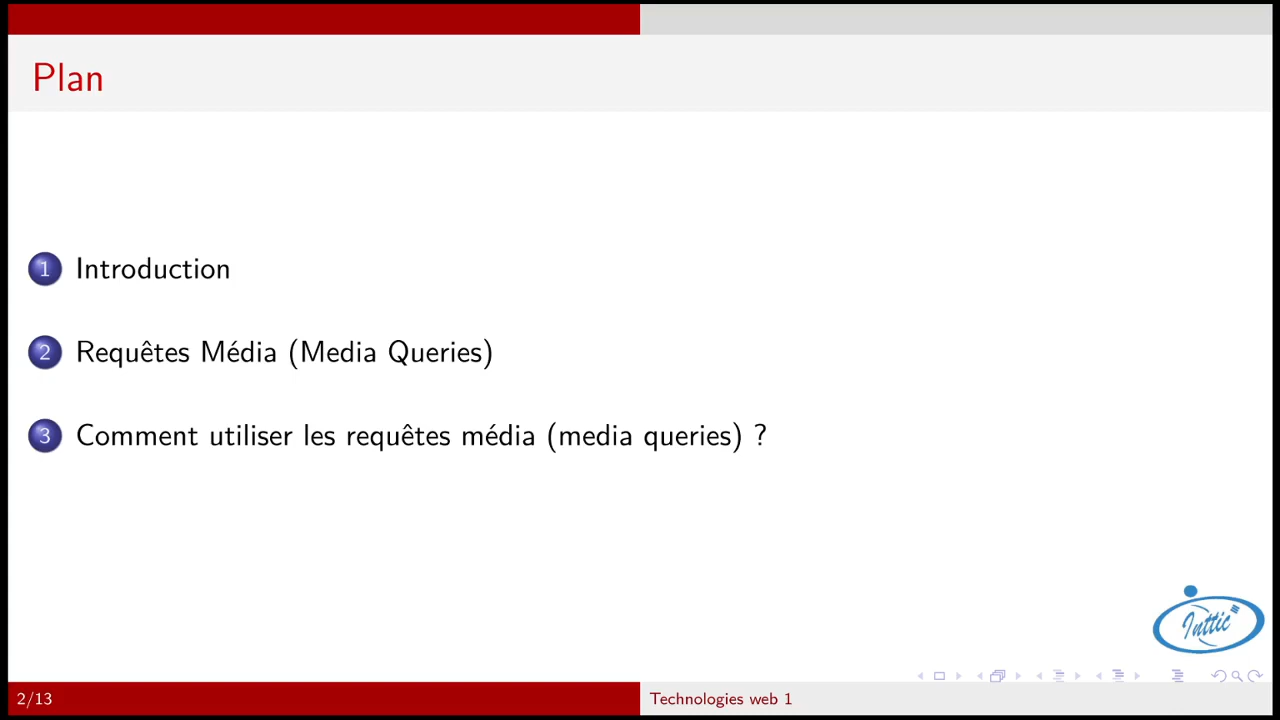 Plan
1 Introduction
2 Requêtes Média (Media Queries)
3 Comment utiliser les requêtes média (media queries) ?
Inttic
2/13
Technologies web 1